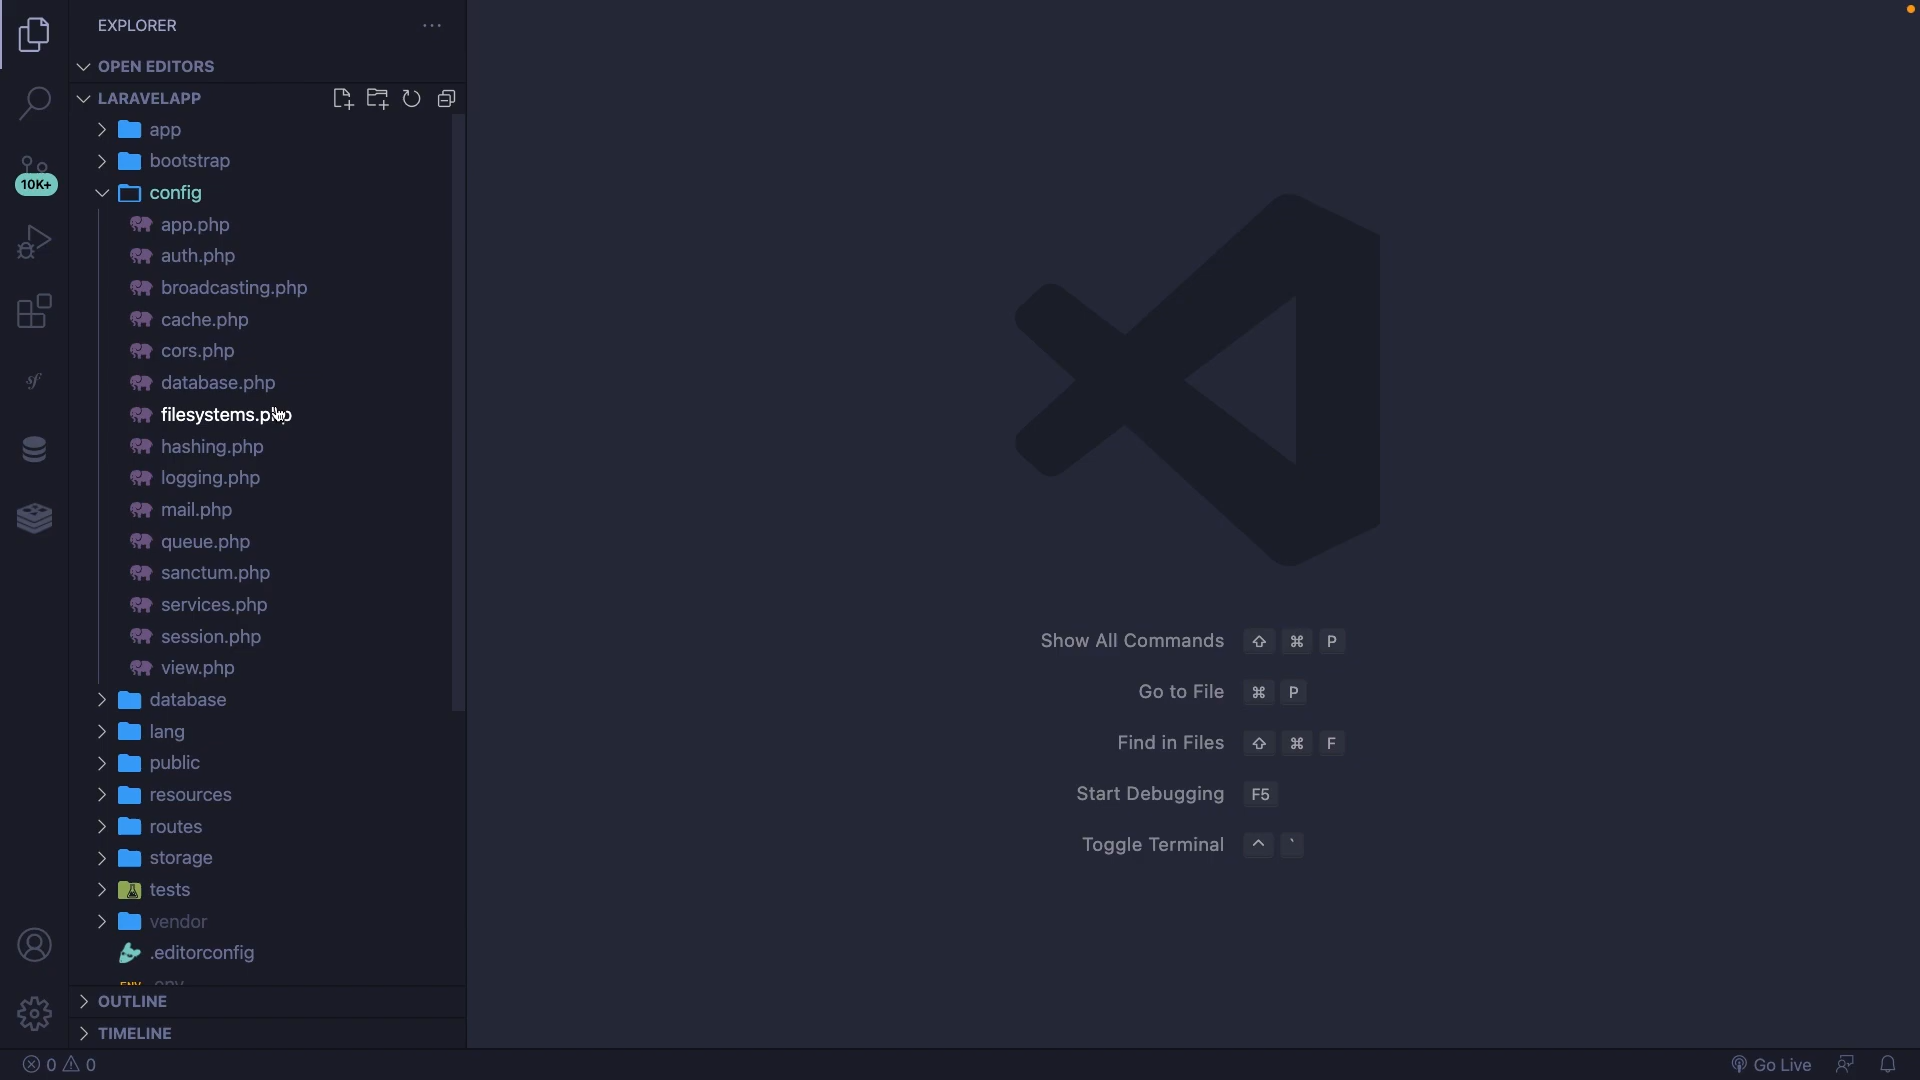 EXPLORER
OPEN EDITORS
LARAVELAPP
app
bootstrap
10K+
config
app.php
auth.php
broadcasting.php
cache.php
cors.php
sf
database.php
filesystems.php
hashing.php
logging.php
mail.php
queue.php
sanctum.php
services.php
session.php
view.php
database
lang
public
resources
routes
storage
tests
vendor
.editorconfig
OUTLINE
TIMELINE
Show All Commands ⇧ ⌘ P
Go to File ⌘ P
Find in Files ⇧ ⌘ F
Start Debugging F5
Toggle Terminal ^ `
0 0
Go Live